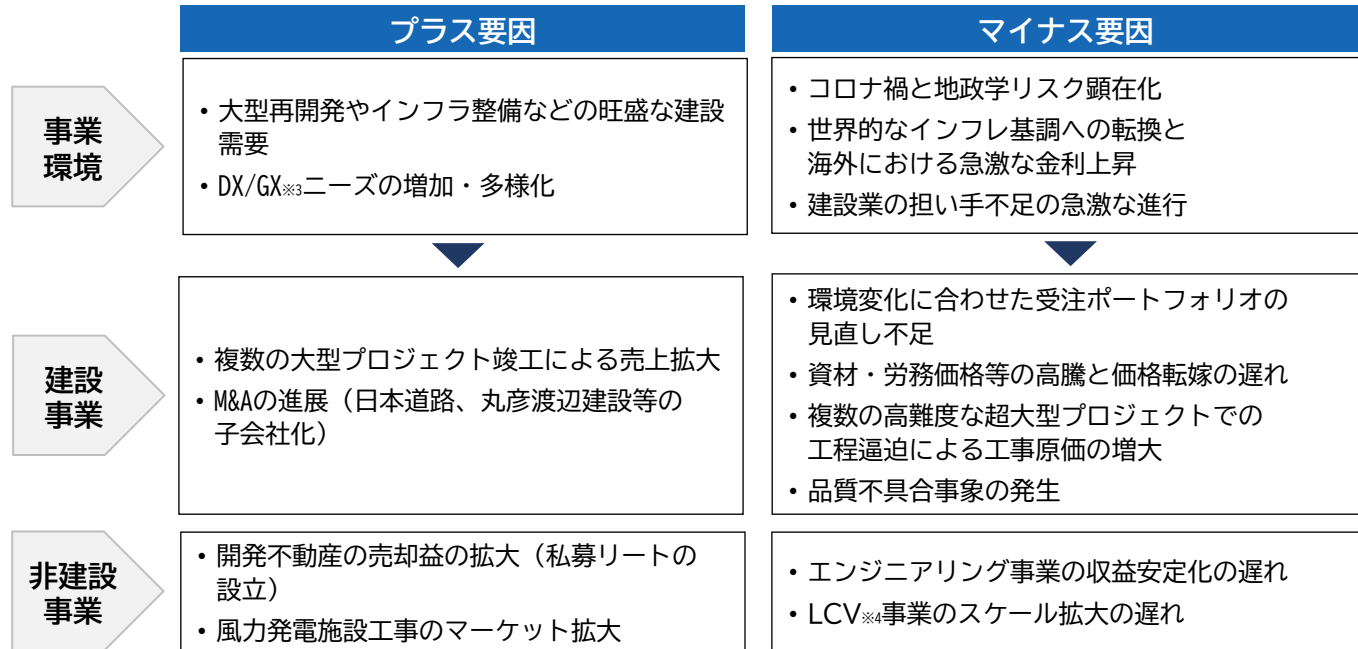 プラス要因
マイナス要因
事業
環境
・大型再開発やインフラ整備などの旺盛な建設
需要
・DX/GX※3ニーズの増加・多様化
・コロナ禍と地政学リスク顕在化
・世界的なインフレ基調への転換と
海外における急激な金利上昇
・建設業の担い手不足の急激な進行
建設
事業
・複数の大型プロジェクト竣工による売上拡大
・M&Aの進展（日本道路、丸彦渡辺建設等の
子会社化）
・環境変化に合わせた受注ポートフォリオの
見直し不足
・資材・労務価格等の高騰と価格転嫁の遅れ
・複数の高難度な超大型プロジェクトでの
工程逼迫による工事原価の増大
・品質不具合事象の発生
非建設
事業
・開発不動産の売却益の拡大（私募リートの
設立）
・風力発電施設工事のマーケット拡大
・エンジニアリング事業の収益安定化の遅れ
・LCV※4事業のスケール拡大の遅れ